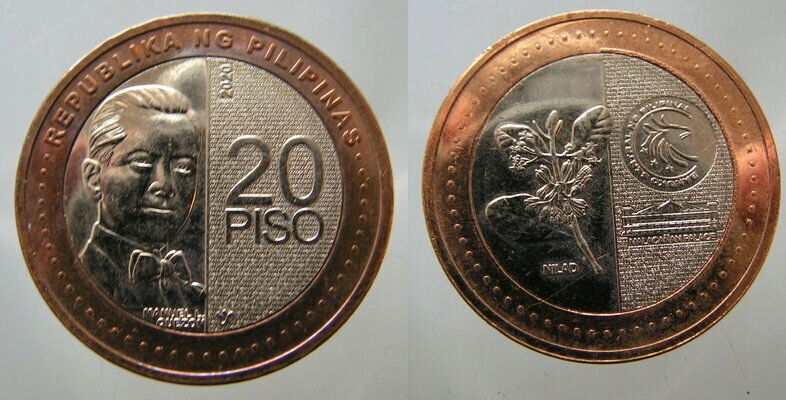 REPUBLIKA NG PILIPINAS
2020
20
PISO
MANUEL L.
QUEZON
NILAD
MALACAÑAN PALACE